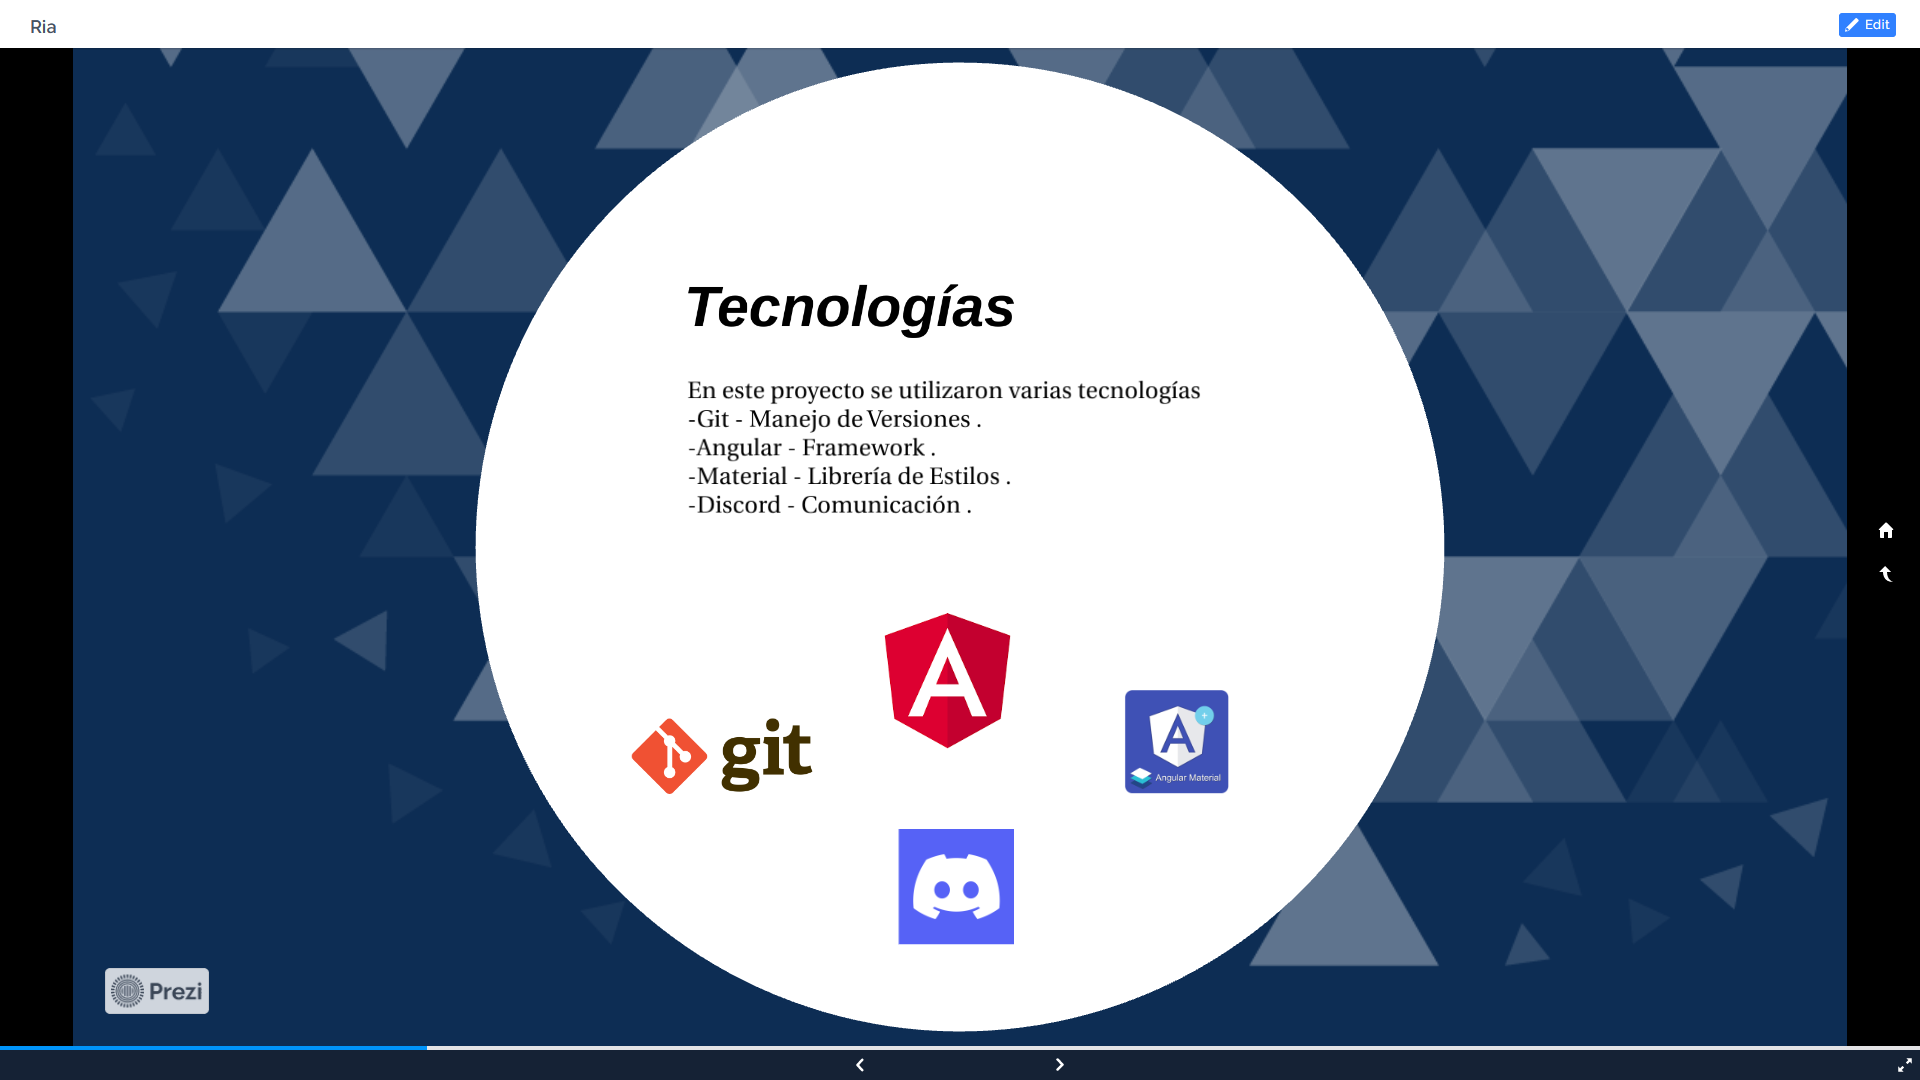 Ria
Edit
Tecnologías
En este proyecto se utilizaron varias tecnologías
-Git - Manejo de Versiones .
-Angular - Framework .
-Material - Librería de Estilos .
-Discord - Comunicación .
A
git
A
+
Angular Material
Prezi